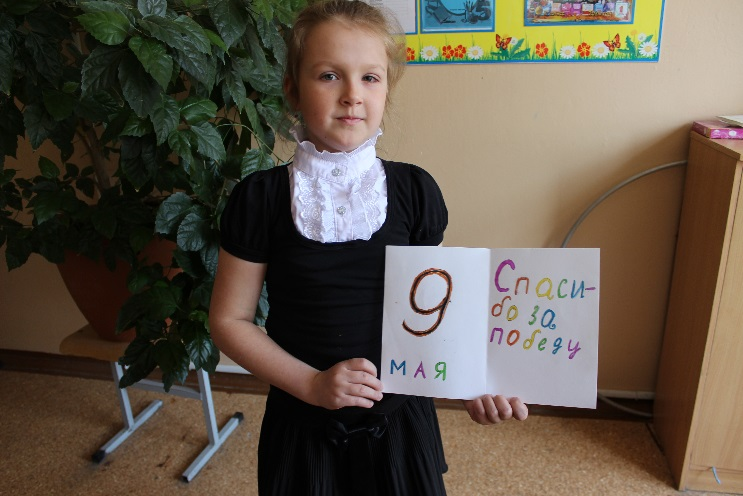 9
мая
Спаси-
бо за
победу